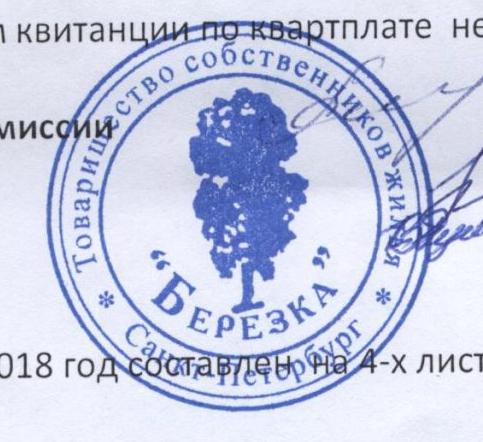 м квитанции по квартплате не
миссии
Товарищество собственников жилья
"БЕРЕЗКА"
* Санкт-Петербург *
018 год составлен на 4-х лист